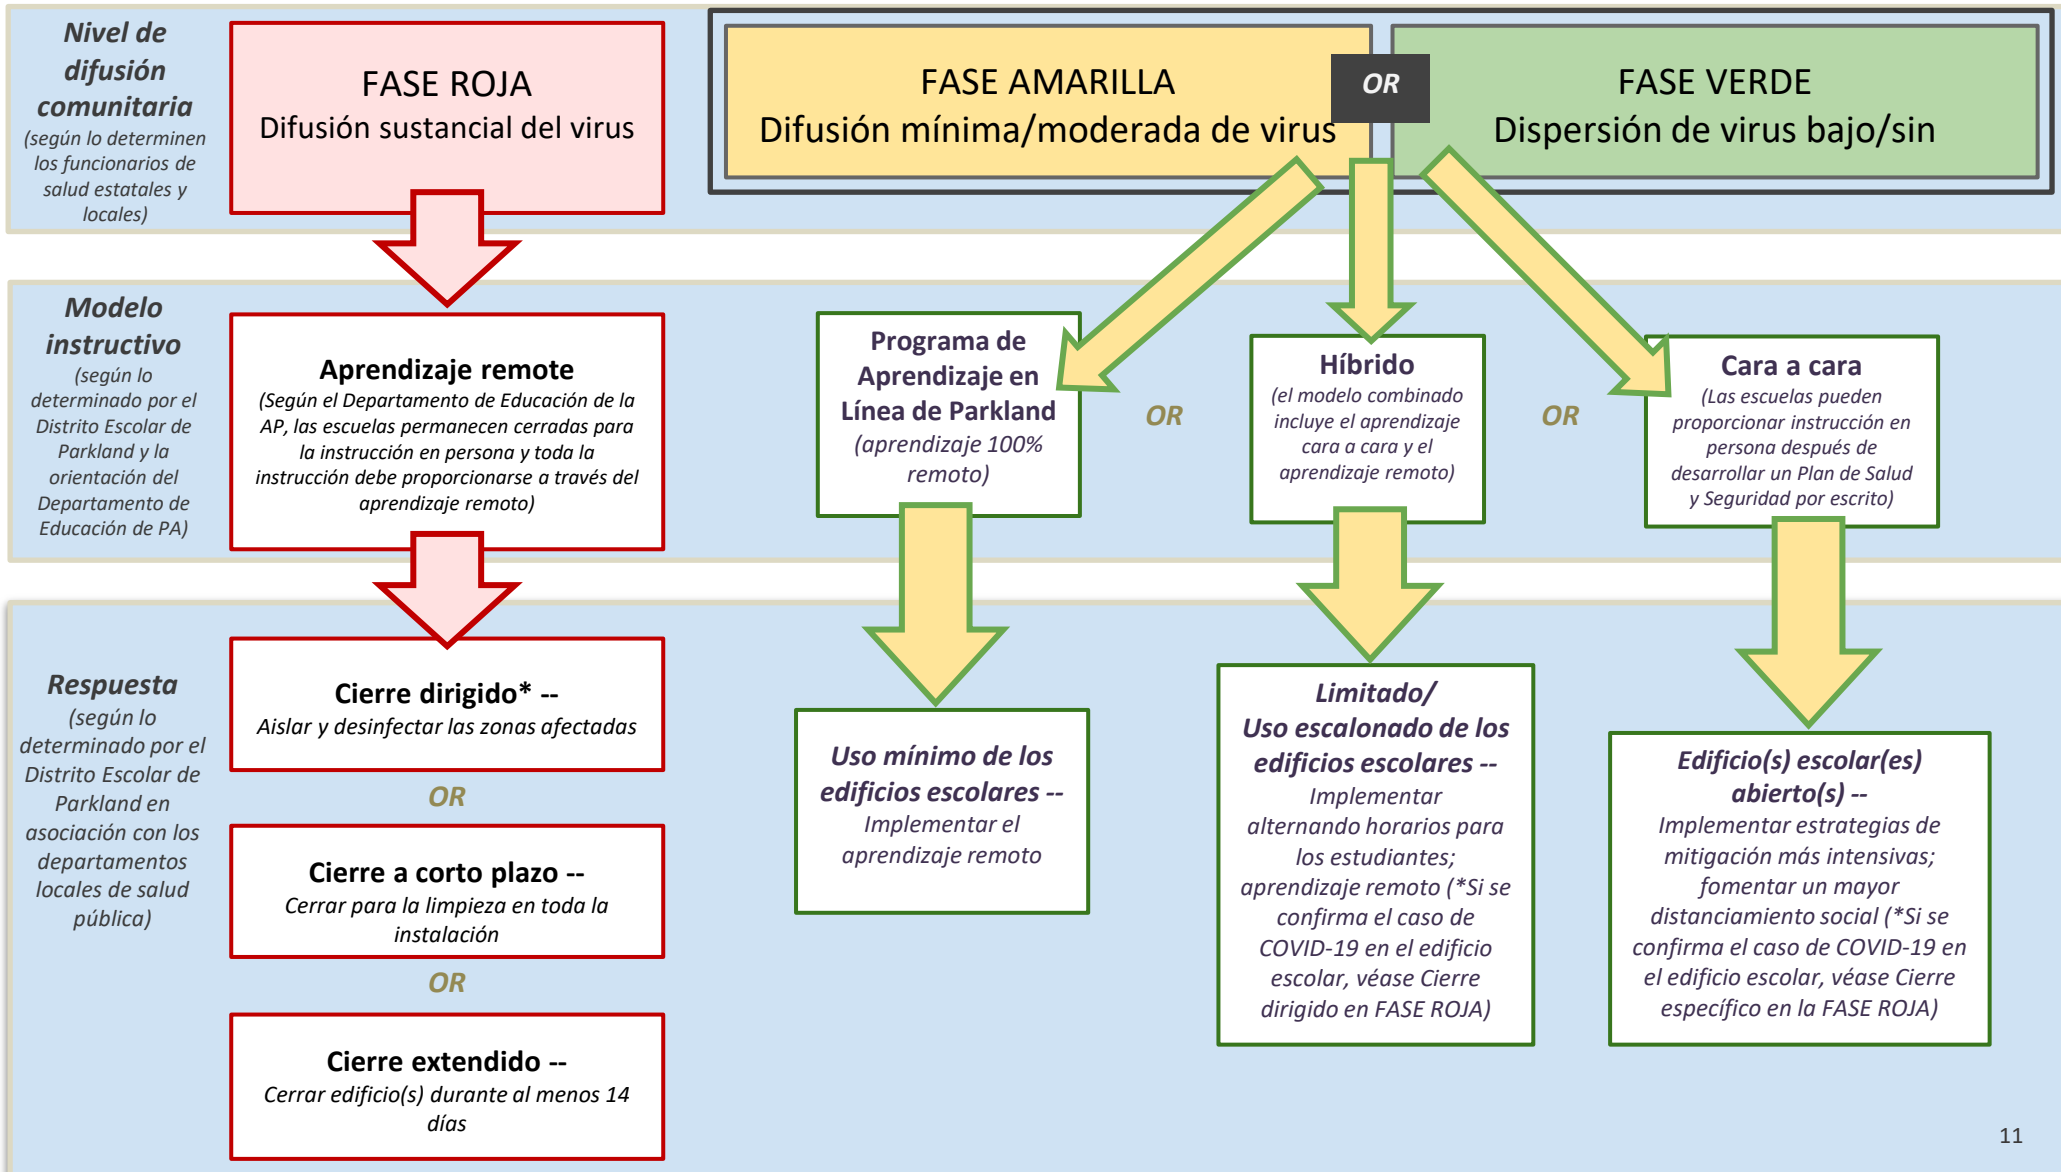 Nivel de
difusión
comunitaria
(según lo determinen
los funcionarios de
salud estatales y
locales)
FASE ROJA
Difusión sustancial del virus
FASE AMARILLA
Difusión mínima/moderada de virus
OR
FASE VERDE
Dispersión de virus bajo/sin
Modelo
instructivo
(según lo
determinado por el
Distrito Escolar de
Parkland y la
orientación del
Departamento de
Educación de PA)
Aprendizaje remote
(Según el Departamento de Educación de la
AP, las escuelas permanecen cerradas para
la instrucción en persona y toda la
instrucción debe proporcionarse a través del
aprendizaje remoto)
Programa de
Aprendizaje en
Línea de Parkland
(aprendizaje 100%
remoto)
OR
Híbrido
(el modelo combinado
incluye el aprendizaje
cara a cara y el
aprendizaje remoto)
OR
Cara a cara
(Las escuelas pueden
proporcionar instrucción en
persona después de
desarrollar un Plan de Salud
y Seguridad por escrito)
Respuesta
(según lo
determinado por el
Distrito Escolar de
Parkland en
asociación con los
departamentos
locales de salud
pública)
Cierre dirigido* --
Aislar y desinfectar las zonas afectadas
OR
Cierre a corto plazo --
Cerrar para la limpieza en toda la
instalación
OR
Cierre extendido --
Cerrar edificio(s) durante al menos 14
días
Uso mínimo de los
edificios escolares --
Implementar el
aprendizaje remoto
Limitado/
Uso escalonado de los
edificios escolares --
Implementar
alternando horarios para
los estudiantes;
aprendizaje remoto (*Si se
confirma el caso de
COVID-19 en el edificio
escolar, véase Cierre
dirigido en FASE ROJA)
Edificio(s) escolar(es)
abierto(s) --
Implementar estrategias de
mitigación más intensivas;
fomentar un mayor
distanciamiento social (*Si se
confirma el caso de COVID-19 en
el edificio escolar, véase Cierre
específico en la FASE ROJA)
11